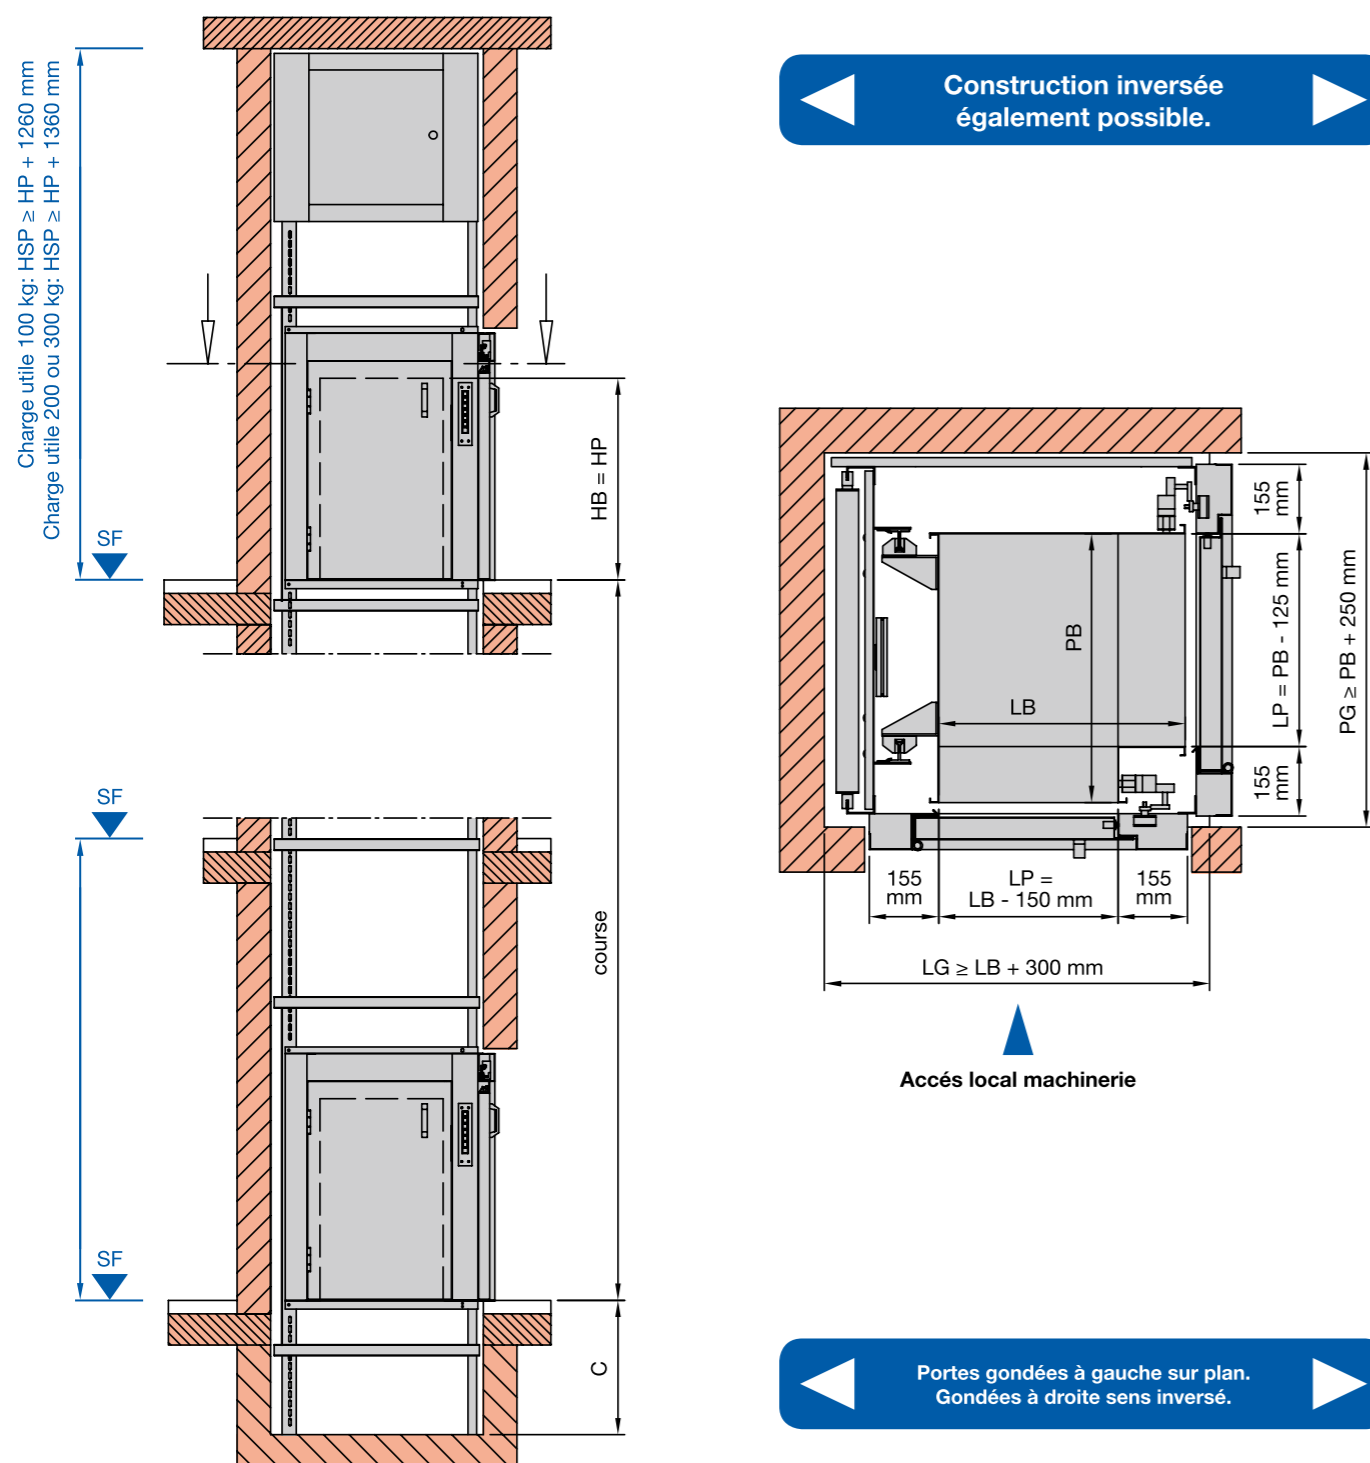 Charge utile 100 kg: HSP ≥ HP + 1260 mm
Charge utile 200 ou 300 kg: HSP ≥ HP + 1360 mm
SF
HB = HP
SF
course
SF
C
Construction inversée
également possible.
155
mm
LP = PB - 125 mm
PG ≥ PB + 250 mm
155
mm
PB
LB
155
mm
LP =
LB - 150 mm
155
mm
LG ≥ LB + 300 mm
Accés local machinerie
Portes gondées à gauche sur plan.
Gondées à droite sens inversé.